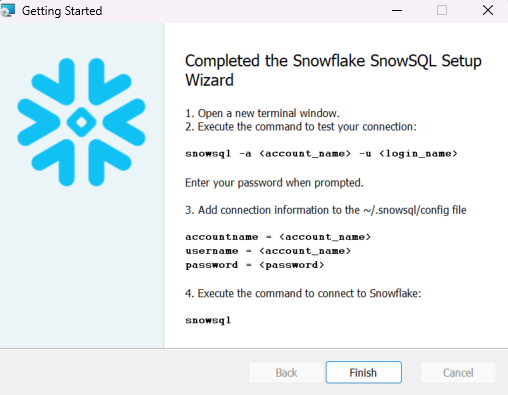 Getting Started
Completed the Snowflake SnowSQL Setup
Wizard
1. Open a new terminal window.
2. Execute the command to test your connection:
snowsql -a <account_name> -u <login_name>
Enter your password when prompted.
3. Add connection information to the ~/.snowsql/config file
accountname = <account_name>
username = <account_name>
password = <password>
4. Execute the command to connect to Snowflake:
snowsql
Back Finish Cancel